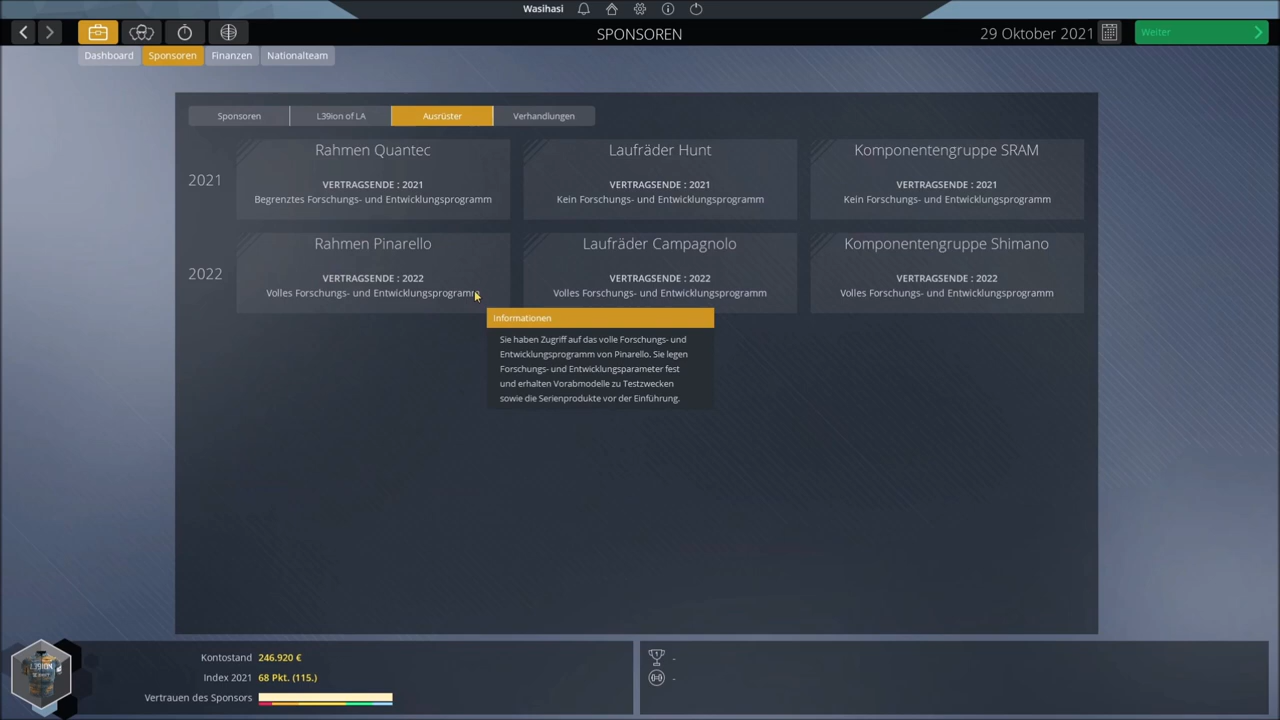 Wasihasi
SPONSOREN
29 Oktober 2021
Weiter
Dashboard
Sponsoren
Finanzen
Nationalteam
Sponsoren
L39ion of LA
Ausrüster
Verhandlungen
2021
Rahmen Quantec
VERTRAGSENDE : 2021
Begrenztes Forschungs- und Entwicklungsprogramm
Laufräder Hunt
VERTRAGSENDE : 2021
Kein Forschungs- und Entwicklungsprogramm
Komponentengruppe SRAM
VERTRAGSENDE : 2021
Kein Forschungs- und Entwicklungsprogramm
2022
Rahmen Pinarello
VERTRAGSENDE : 2022
Volles Forschungs- und Entwicklungsprogramm
Laufräder Campagnolo
VERTRAGSENDE : 2022
Volles Forschungs- und Entwicklungsprogramm
Komponentengruppe Shimano
VERTRAGSENDE : 2022
Volles Forschungs- und Entwicklungsprogramm
Informationen
Sie haben Zugriff auf das volle Forschungs- und
Entwicklungsprogramm von Pinarello. Sie legen
Forschungs- und Entwicklungsparameter fest
und erhalten Vorabmodelle zu Testzwecken
sowie die Serienprodukte vor der Einführung.
Kontostand 246.920 €
Index 2021 68 Pkt. (115.)
Vertrauen des Sponsors
-
-
L39ION